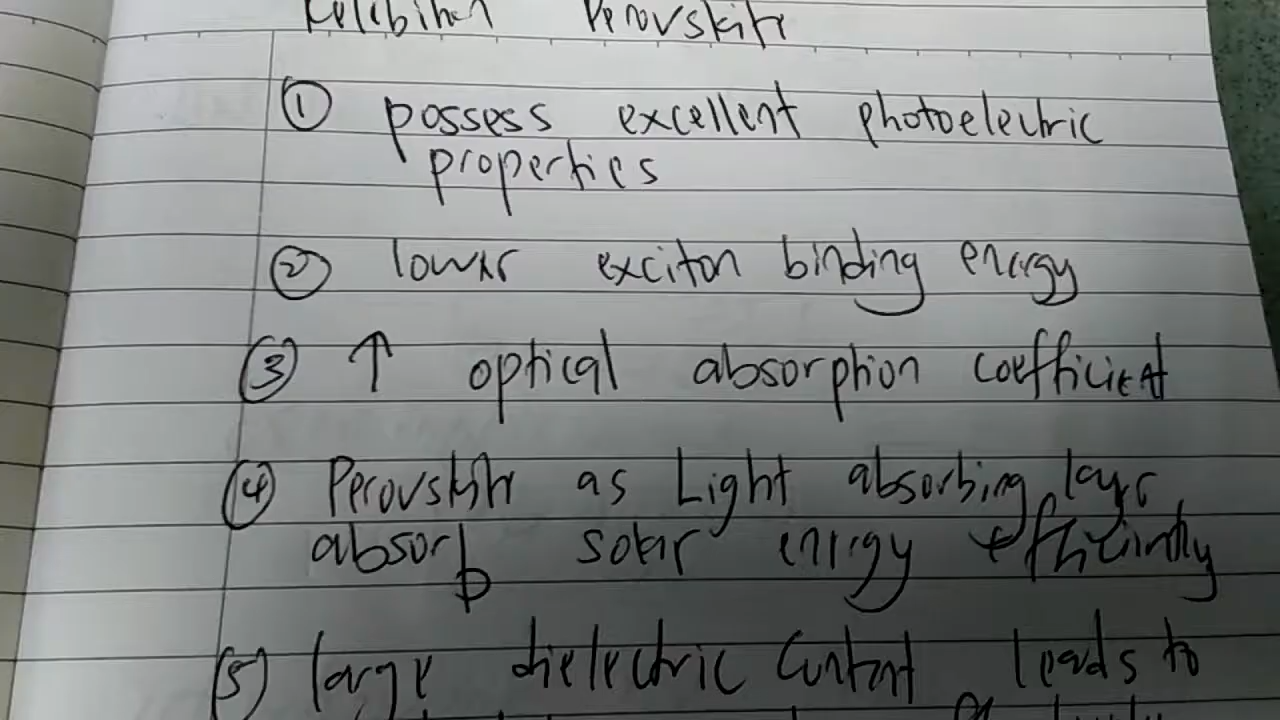 Kelebihan Perovskite
① possess excellent photoelectric
properties
② lower exciton binding energy
③ ↑ optical absorption coefficient
④ Perovskite as Light absorbing layer
absorb solar energy efficiently
(5) large dielectric leads to